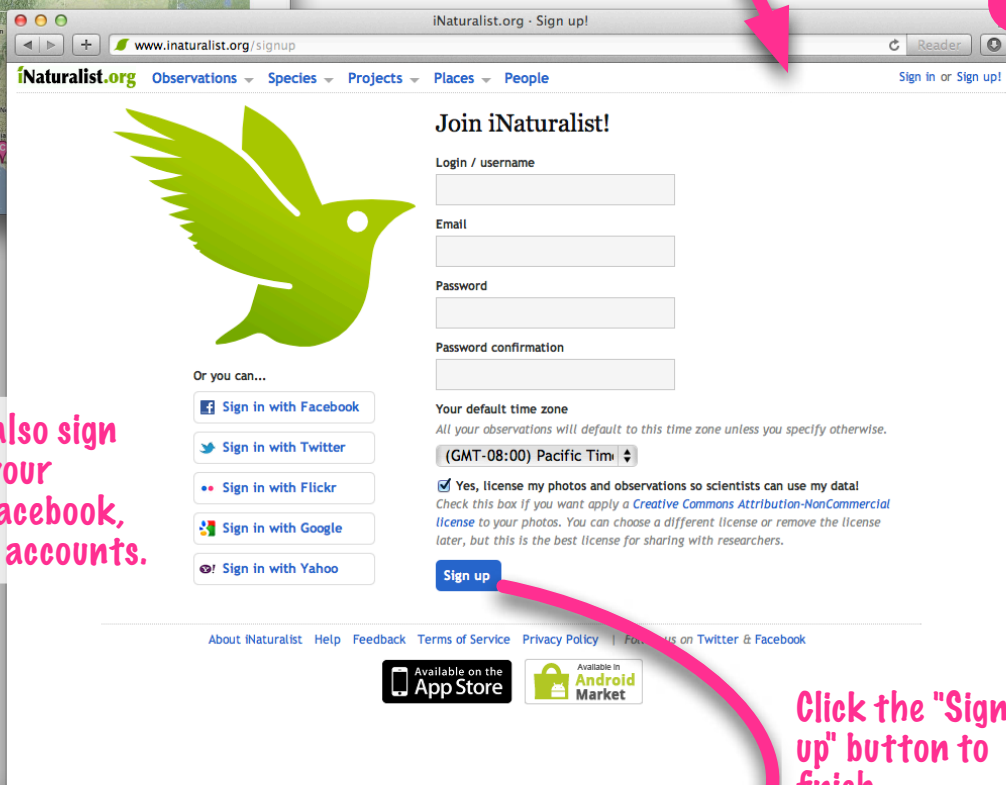 iNaturalist.org - Sign up!
www.inaturalist.org/signup
Reader
iNaturalist.org Observations Species Projects Places People
Sign in or Sign up!
Join iNaturalist!
Login / username
Email
Password
Password confirmation
Or you can...
Sign in with Facebook
Sign in with Twitter
Sign in with Flickr
Sign in with Google
Sign in with Yahoo
Your default time zone
All your observations will default to this time zone unless you specify otherwise.
(GMT-08:00) Pacific Tim
Yes, license my photos and observations so scientists can use my data!
Check this box if you want apply a Creative Commons Attribution-NonCommercial
license to your photos. You can choose a different license or remove the license
later, but this is the best license for sharing with researchers.
Sign up
also sign
your
acebook,
accounts.
About iNaturalist Help Feedback Terms of Service Privacy Policy | us on Twitter & Facebook
Available on the
App Store
Available in
Android
Market
Click the "Sign
up" button to
finish